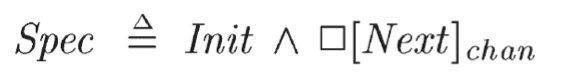 Spec ≜ Init ∧ □[Next]_chan